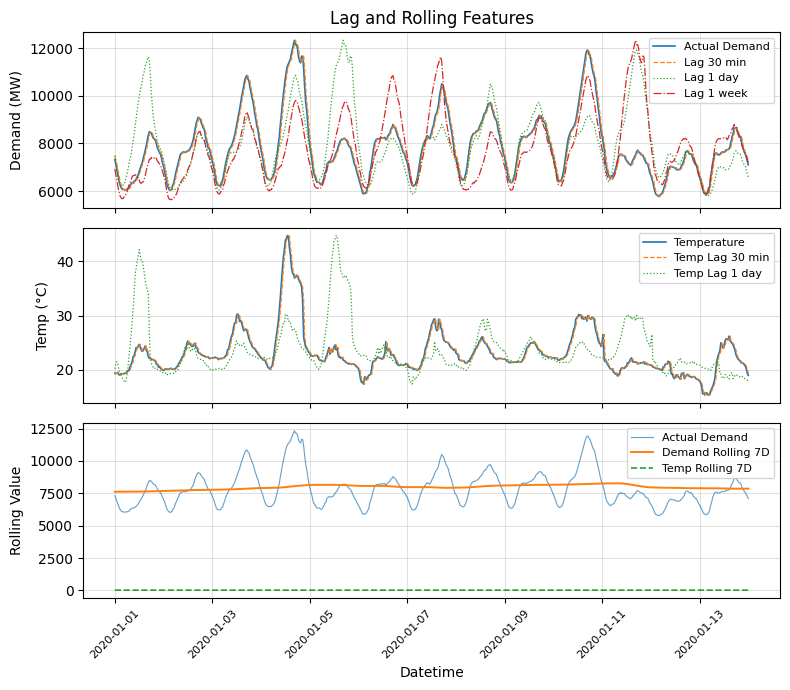 Lag and Rolling Features
Demand (MW)
12000
10000
8000
6000
Actual Demand
Lag 30 min
Lag 1 day
Lag 1 week
Temp (°C)
40
30
20
Temperature
Temp Lag 30 min
Temp Lag 1 day
Rolling Value
12500
10000
7500
5000
2500
0
Actual Demand
Demand Rolling 7D
Temp Rolling 7D
2020-01-01
2020-01-03
2020-01-05
2020-01-07
2020-01-09
2020-01-11
2020-01-13
Datetime